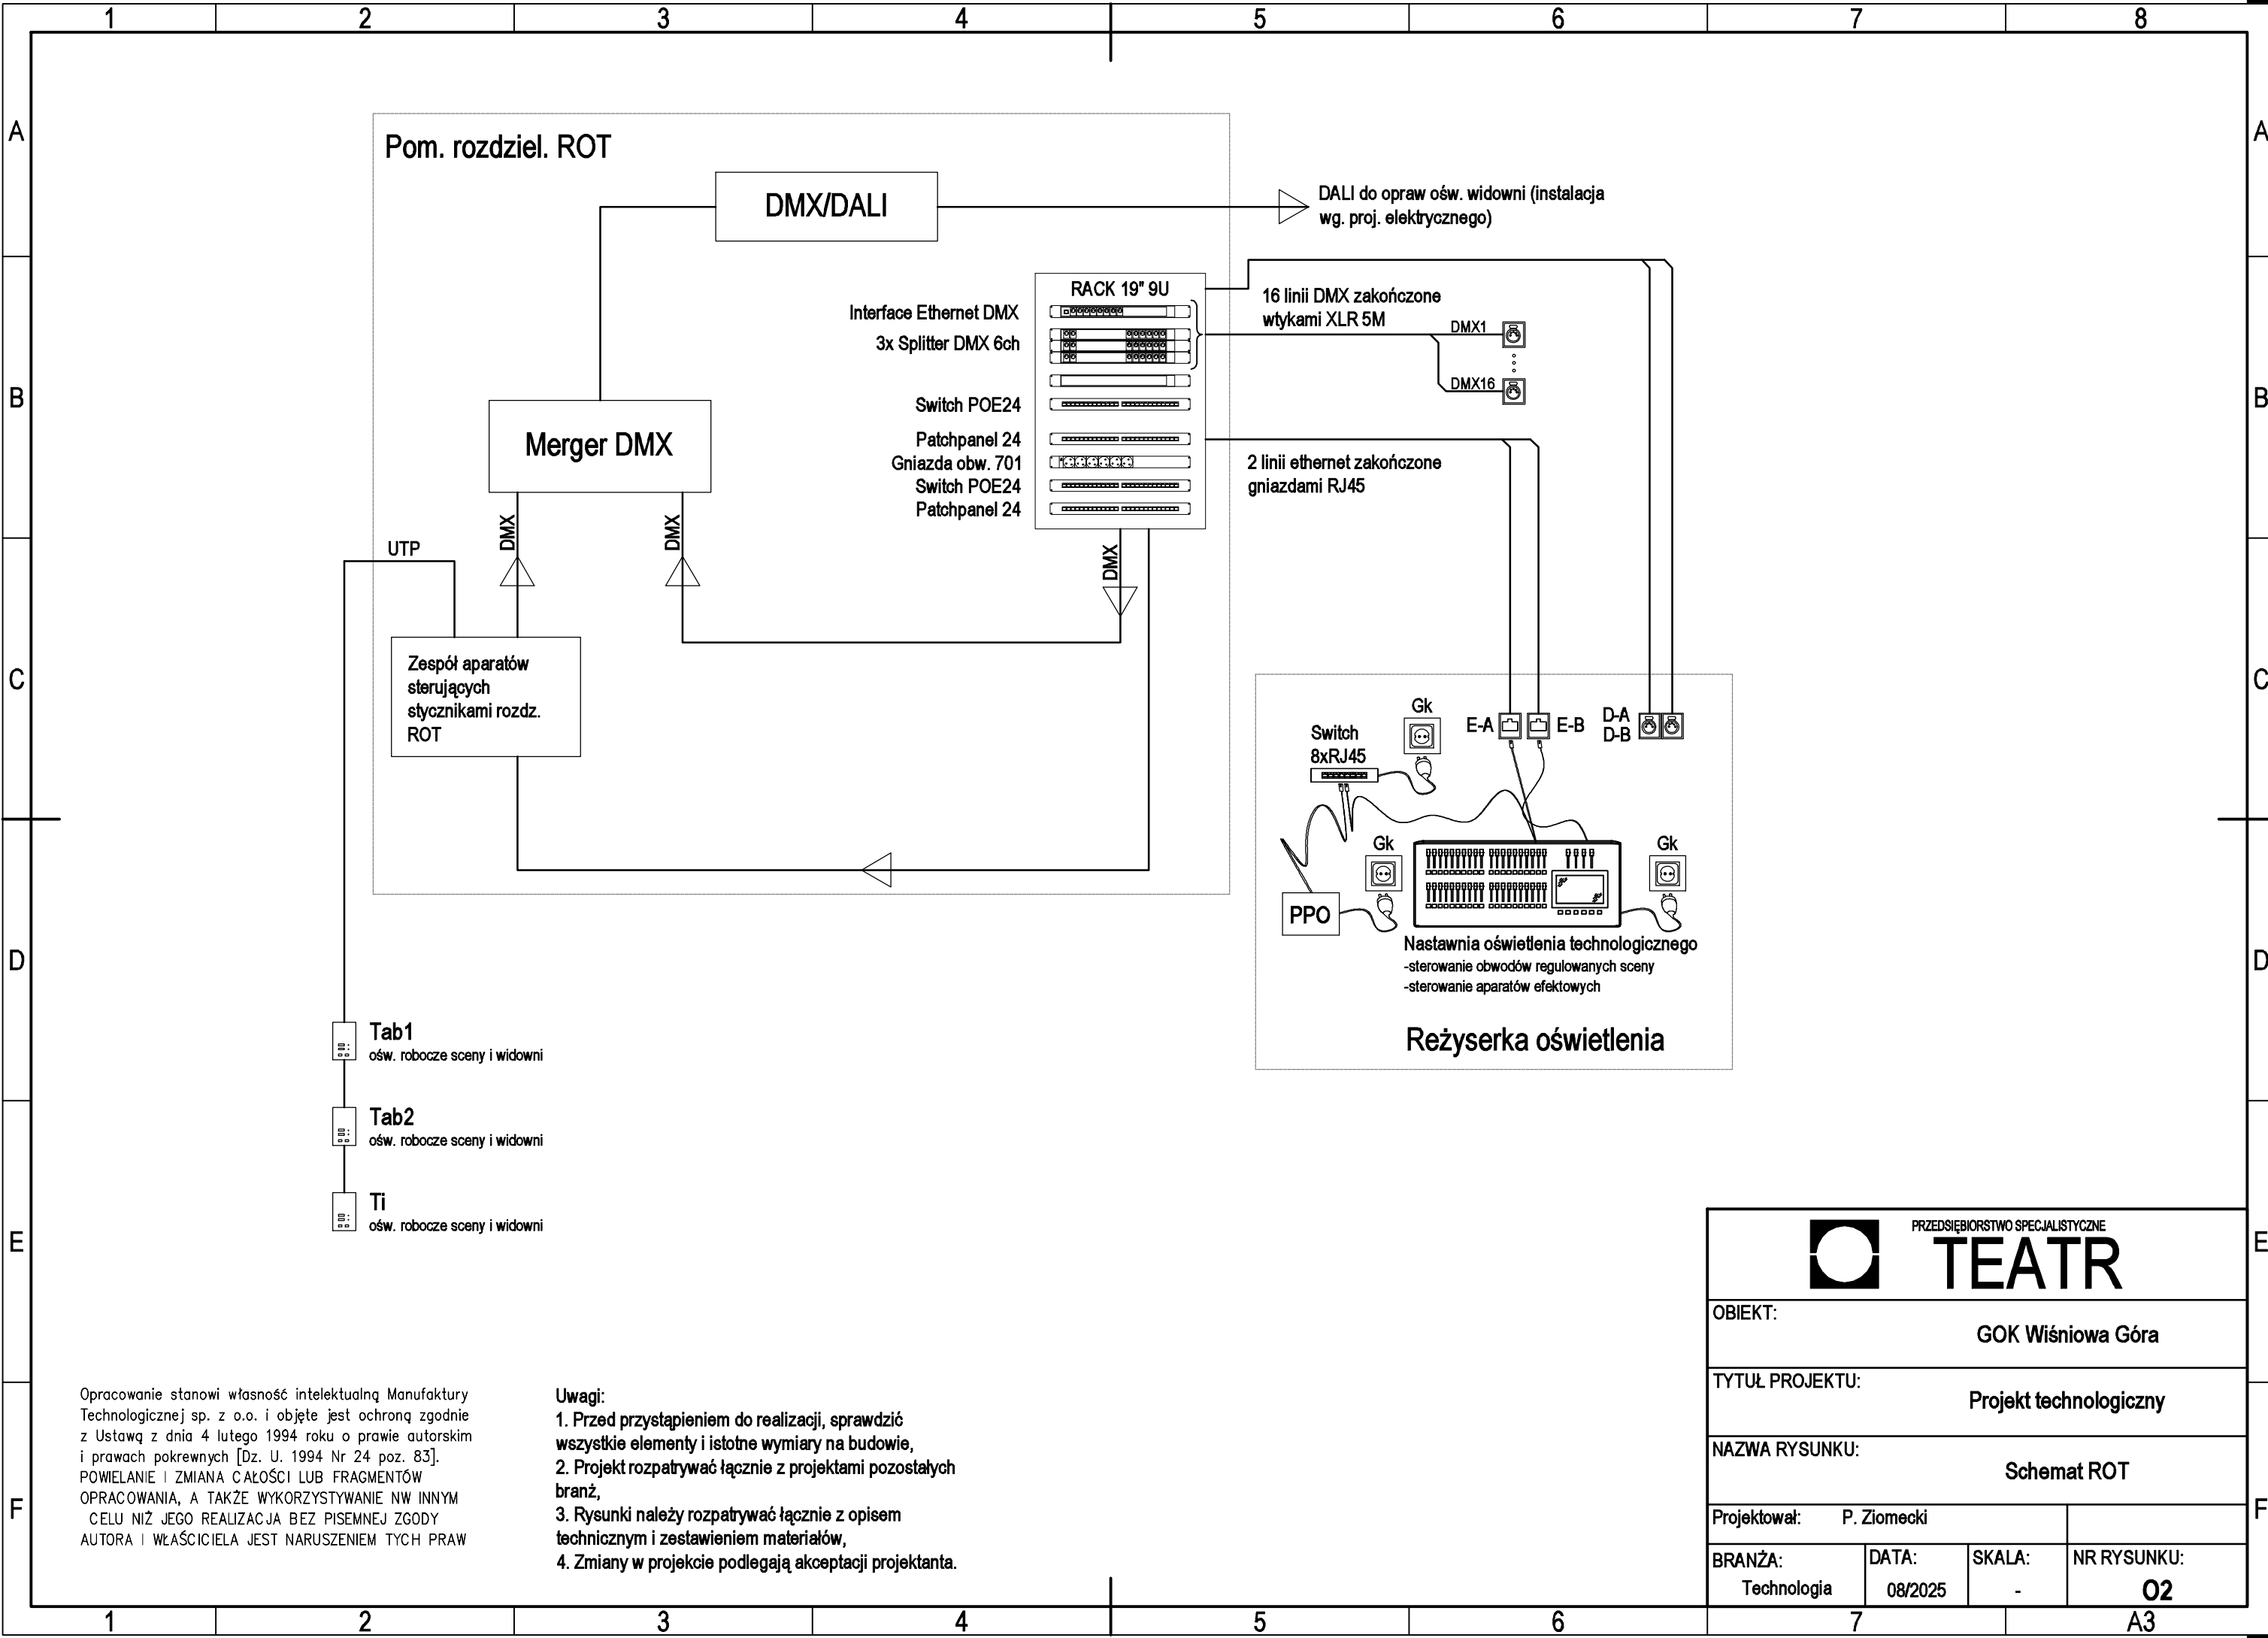 1 2 3 4 5 6 7 8
A A
Pom. rozdziel. ROT
DMX/DALI
DALI do opraw ośw. widowni (instalacja
wg. proj. elektrycznego)
RACK 19" 9U
Interface Ethernet DMX
3x Splitter DMX 6ch
16 linii DMX zakończone
wtykami XLR 5M
DMX1
DMX16
B B
Switch POE24
Patchpanel 24
Gniazda obw. 701
Switch POE24
Patchpanel 24
Merger DMX
2 linii ethernet zakończone
gniazdami RJ45
DMX
DMX
DMX
UTP
C C
Zespół aparatów
sterujących
stycznikami rozdz.
ROT
Gk
Switch
8xRJ45
E-A
E-B
D-A
D-B
Gk
Gk
PPO
Nastawnia oświetlenia technologicznego
-sterowanie obwodów regulowanych sceny
-sterowanie aparatów efektowych
Reżyserka oświetlenia
D D
Tab1
ośw. robocze sceny i widowni
Tab2
ośw. robocze sceny i widowni
Ti
ośw. robocze sceny i widowni
E E
PRZEDSIĘBIORSTWO SPECJALISTYCZNE
TEATR
OBIEKT:
GOK Wiśniowa Góra
TYTUŁ PROJEKTU:
Projekt technologiczny
NAZWA RYSUNKU:
Schemat ROT
Projektował: P. Ziomecki
BRANŻA:
Technologia
DATA:
08/2025
SKALA:
-
NR RYSUNKU:
O2
F F
Opracowanie stanowi własność intelektualną Manufaktury
Technologicznej sp. z o.o. i objęte jest ochroną zgodnie
z Ustawą z dnia 4 lutego 1994 roku o prawie autorskim
i prawach pokrewnych [Dz. U. 1994 Nr 24 poz. 83].
POWIELANIE I ZMIANA CAŁOŚCI LUB FRAGMENTÓW
OPRACOWANIA, A TAKŻE WYKORZYSTYWANIE NW INNYM
CELU NIŻ JEGO REALIZACJA BEZ PISEMNEJ ZGODY
AUTORA I WŁAŚCICIELA JEST NARUSZENIEM TYCH PRAW
Uwagi:
1. Przed przystąpieniem do realizacji, sprawdzić
wszystkie elementy i istotne wymiary na budowie,
2. Projekt rozpatrywać łącznie z projektami pozostałych
branż,
3. Rysunki należy rozpatrywać łącznie z opisem
technicznym i zestawieniem materiałów,
4. Zmiany w projekcie podlegają akceptacji projektanta.
1 2 3 4 5 6 7 A3